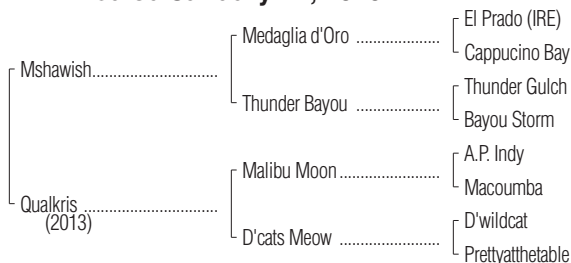 El Prado (IRE)
Medaglia d'Oro ....................
Cappucino Bay
Mshawish..............................
Thunder Gulch
Thunder Bayou ....................
Bayou Storm
A.P. Indy
Malibu Moon ........................
Macoumba
Qualkris ................................
(2013)
D'wildcat
D'cats Meow ........................
Prettyatthetable